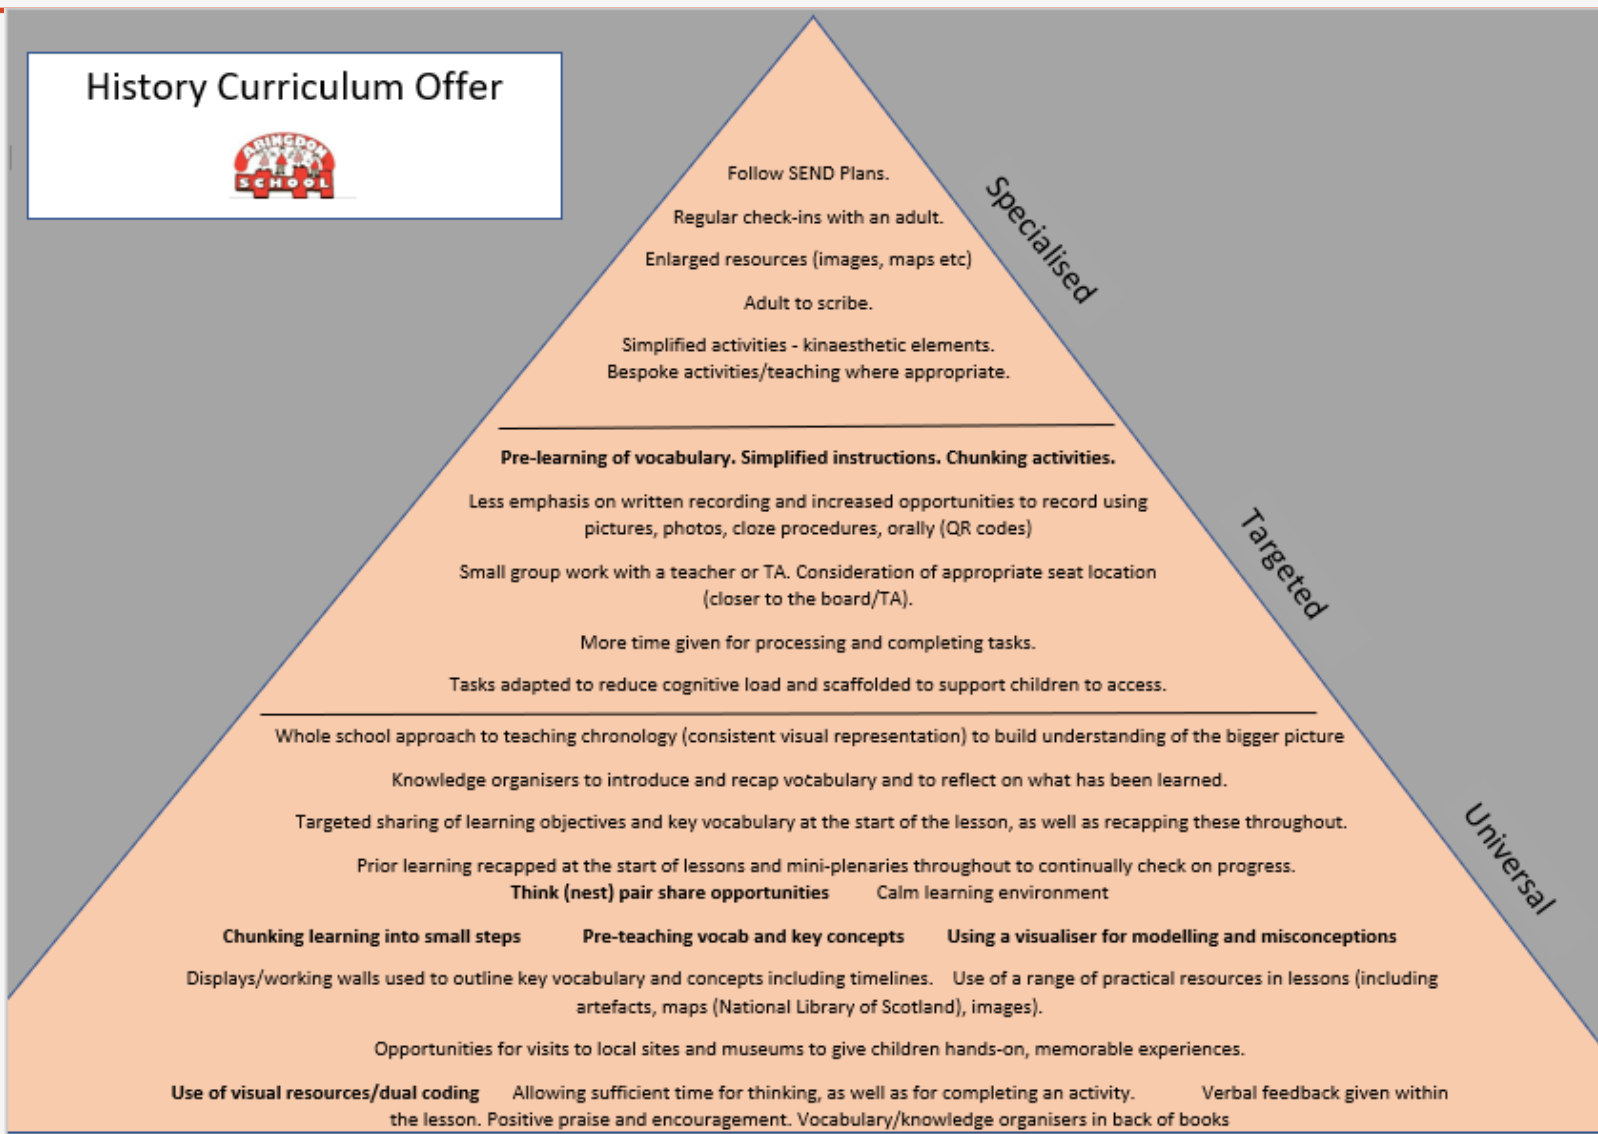 History Curriculum Offer
ABINGDON
SCHOOL
Follow SEND Plans.
Regular check-ins with an adult.
Enlarged resources (images, maps etc)
Adult to scribe.
Simplified activities - kinaesthetic elements.
Bespoke activities/teaching where appropriate.
Specialised
Pre-learning of vocabulary. Simplified instructions. Chunking activities.
Less emphasis on written recording and increased opportunities to record using
pictures, photos, cloze procedures, orally (QR codes)
Small group work with a teacher or TA. Consideration of appropriate seat location
(closer to the board/TA).
More time given for processing and completing tasks.
Tasks adapted to reduce cognitive load and scaffolded to support children to access.
Targeted
Whole school approach to teaching chronology (consistent visual representation) to build understanding of the bigger picture
Knowledge organisers to introduce and recap vocabulary and to reflect on what has been learned.
Targeted sharing of learning objectives and key vocabulary at the start of the lesson, as well as recapping these throughout.
Prior learning recapped at the start of lessons and mini-plenaries throughout to continually check on progress.
Think (nest) pair share opportunities Calm learning environment
Chunking learning into small steps Pre-teaching vocab and key concepts Using a visualiser for modelling and misconceptions
Displays/working walls used to outline key vocabulary and concepts including timelines. Use of a range of practical resources in lessons (including
artefacts, maps (National Library of Scotland), images).
Opportunities for visits to local sites and museums to give children hands-on, memorable experiences.
Use of visual resources/dual coding Allowing sufficient time for thinking, as well as for completing an activity. Verbal feedback given within
the lesson. Positive praise and encouragement. Vocabulary/knowledge organisers in back of books
Universal